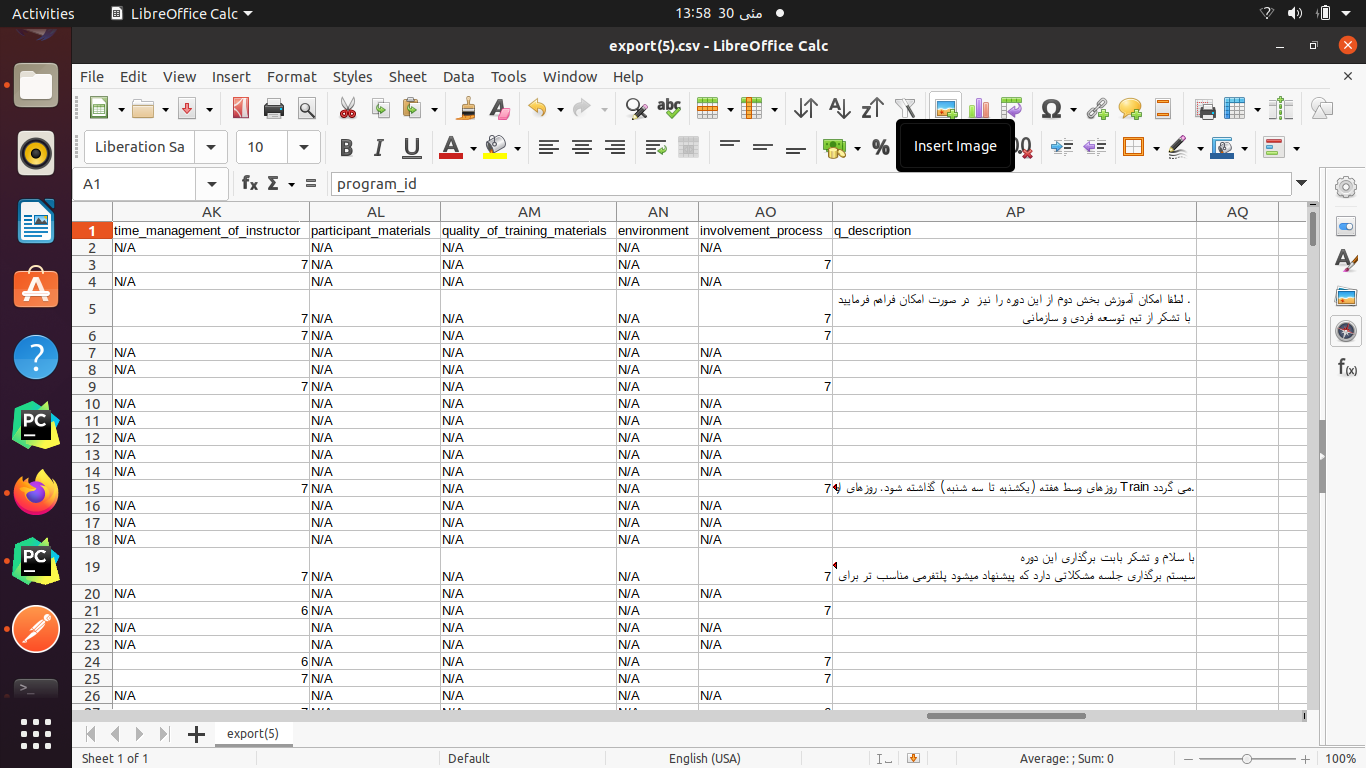 Activities LibreOffice Calc 13:58 30 مئی
export(5).csv - LibreOffice Calc
File Edit View Insert Format Styles Sheet Data Tools Window Help
Liberation Sa 10 Insert Image
A1 program_id
AK AL AM AN AO AP AQ
1 time_management_of_instructor participant_materials quality_of_training_materials environment involvement_process q_description
2 N/A N/A N/A N/A N/A
3 7 N/A N/A N/A 7
4 N/A N/A N/A N/A N/A
. لطفا امکان آموزش بخش دوم از این دوره را نیز در صورت امکان فراهم فرمایید
با تشکر از تیم توسعه فردی و سازمانی
5 7 N/A N/A N/A 7
6 7 N/A N/A N/A 7
7 N/A N/A N/A N/A N/A
8 N/A N/A N/A N/A N/A
9 7 N/A N/A N/A 7
10 N/A N/A N/A N/A N/A
11 N/A N/A N/A N/A N/A
12 N/A N/A N/A N/A N/A
13 N/A N/A N/A N/A N/A
14 N/A N/A N/A N/A N/A
15 7 N/A N/A N/A 7 .می گردد Train روزهای وسط هفته (یکشنبه تا سه شنبه) گذاشته شود. روزهای
16 N/A N/A N/A N/A N/A
17 N/A N/A N/A N/A N/A
18 N/A N/A N/A N/A N/A
با سلام و تشکر بابت برگذاری این دوره
سیستم برگذاری جلسه مشکلاتی دارد که پیشنهاد میشود پلتفرمی مناسب تر برای
19 7 N/A N/A N/A 7
20 N/A N/A N/A N/A N/A
21 6 N/A N/A N/A 7
22 N/A N/A N/A N/A N/A
23 N/A N/A N/A N/A N/A
24 6 N/A N/A N/A 7
25 7 N/A N/A N/A 7
26 N/A N/A N/A N/A N/A
export(5)
Sheet 1 of 1 Default English (USA) Average: ; Sum: 0 100%